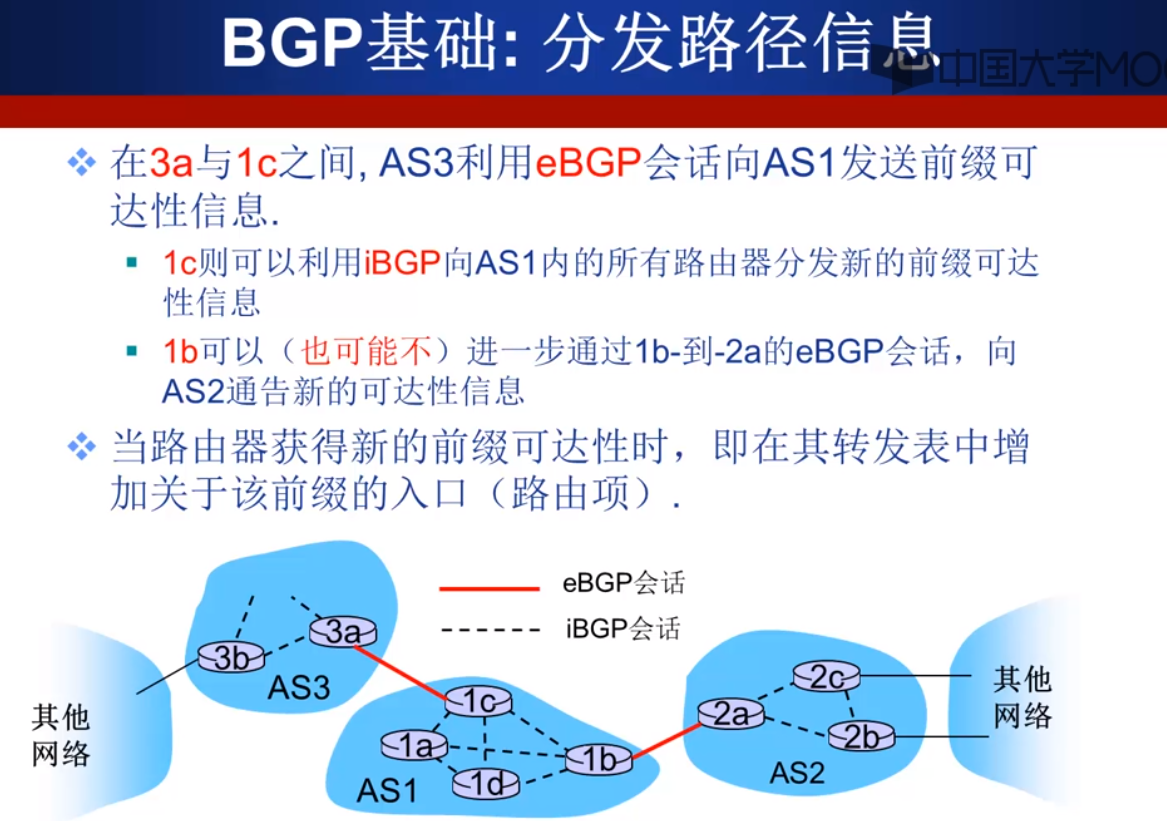 BGP基础: 分发路径信息
中国大学MO
在3a与1c之间, AS3利用eBGP会话向AS1发送前缀可
达性信息.
1c则可以利用iBGP向AS1内的所有路由器分发新的前缀可达
性信息
1b可以（也可能不）进一步通过1b-到-2a的eBGP会话，向
AS2通告新的可达性信息
当路由器获得新的前缀可达性时，即在其转发表中增
加关于该前缀的入口（路由项）.
eBGP会话
iBGP会话
3a
3b
AS3
其他
网络
1c
1a
1b
1d
AS1
2c
2a
2b
AS2
其他
网络